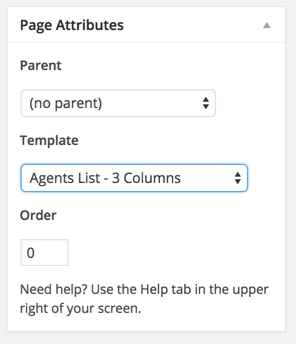 Page Attributes
Parent
(no parent)
Template
Agents List - 3 Columns
Order
0
Need help? Use the Help tab in the upper
right of your screen.